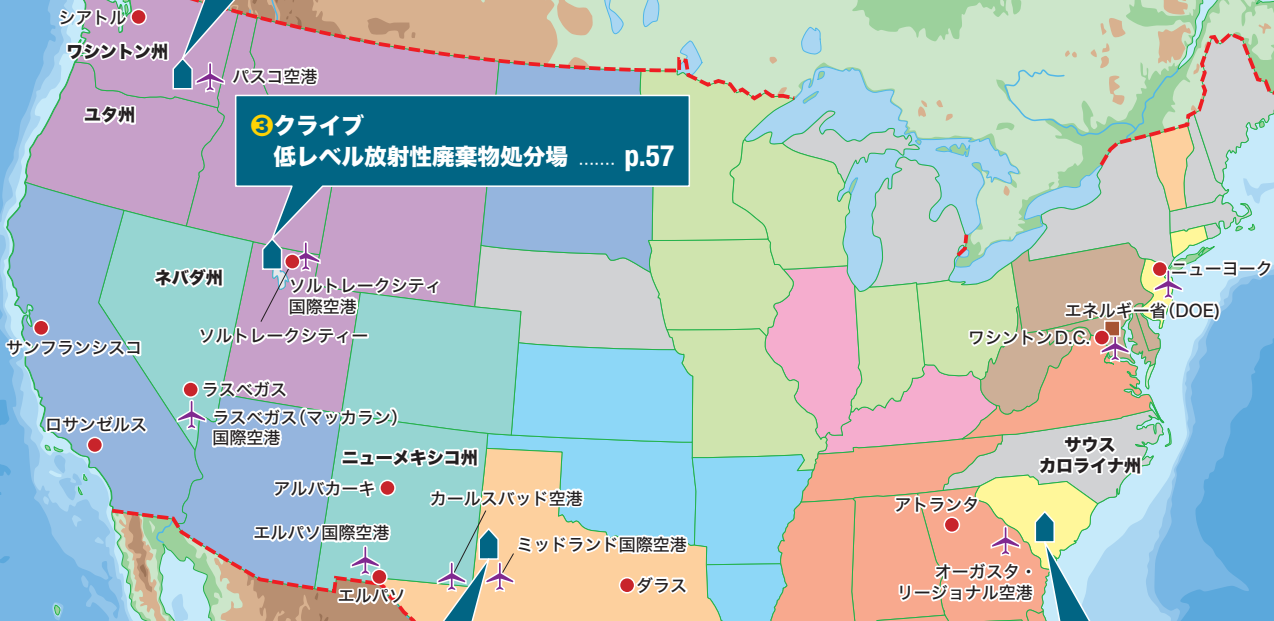 シアトル
ワシントン州
パスコ空港
ユタ州
❸クライブ
低レベル放射性廃棄物処分場 ....... p.57
ネバダ州
ソルトレークシティ
国際空港
ソルトレークシティー
サンフランシスコ
ニューヨーク
エネルギー省(DOE)
ワシントンD.C.
ラスベガス
ラスベガス(マッカラン)
国際空港
ロサンゼルス
ニューメキシコ州
サウス
カロライナ州
アルバカーキ
カールスバッド空港
アトランタ
エルパソ国際空港
ミッドランド国際空港
オーガスタ・
リージョナル空港
エルパソ
ダラス